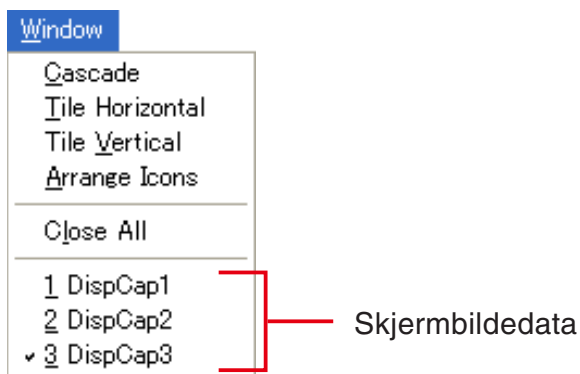 Window
Cascade
Tile Horizontal
Tile Vertical
Arrange Icons
Close All
1 DispCap1
2 DispCap2
✓ 3 DispCap3
Skjermbildedata